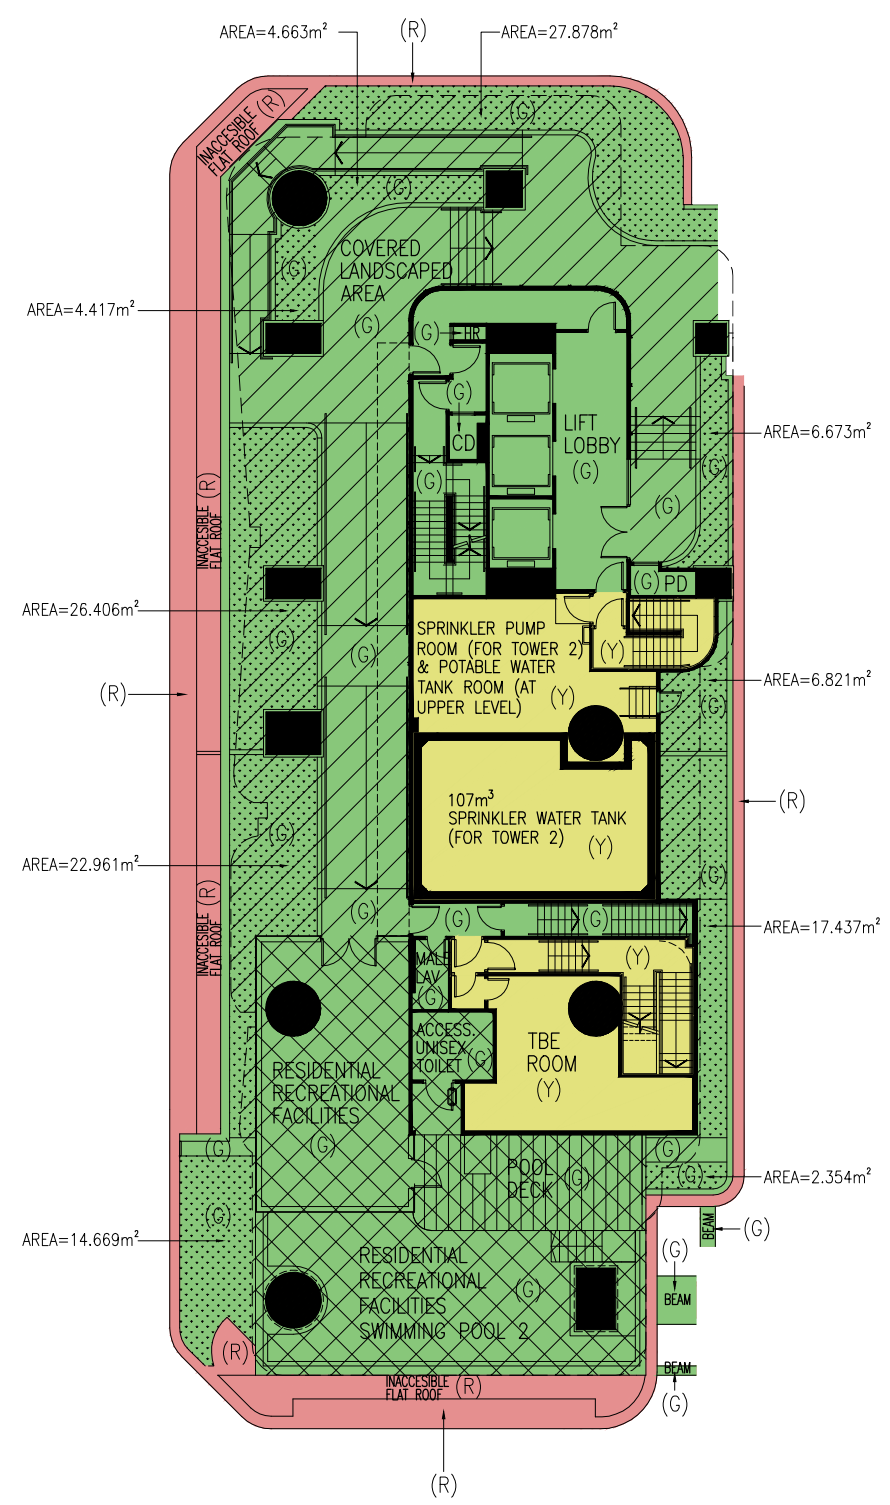 AREA=4.663m²
(R)
AREA=27.878m²
INACCESIBLE
FLAT ROOF
(R)
(G)
(G)
COVERED
LANDSCAPED
AREA
(G)
AREA=4.417m²
(G)
(G)
HR
(G)
CD
LIFT
LOBBY
(G)
AREA=6.673m²
(G)
INACCESIBLE
FLAT ROOF
(R)
(G)
(G)
(G)
PD
AREA=26.406m²
SPRINKLER PUMP
ROOM (FOR TOWER 2)
& POTABLE WATER
TANK ROOM (AT
UPPER LEVEL)
(Y)
(Y)
(G)
(G)
(R)
AREA=6.821m²
(G)
107m³
SPRINKLER WATER TANK
(FOR TOWER 2)
(Y)
(R)
(G)
AREA=22.961m²
(G)
INACCESIBLE
FLAT ROOF
(R)
(G)
(G)
(G)
AREA=17.437m²
MALE
LAV
(G)
(Y)
ACCESS.
UNISEX
TOILET
(G)
TBE
ROOM
(Y)
RESIDENTIAL
RECREATIONAL
FACILITIES
(G)
(G)
(G)
POOL
DECK
(G)
(G)
AREA=2.354m²
(G)
AREA=14.669m²
BEAM
(G)
RESIDENTIAL
RECREATIONAL
FACILITIES
SWIMMING POOL 2
(G)
(G)
BEAM
(R)
BEAM
(G)
INACCESIBLE
FLAT ROOF
(R)
(R)